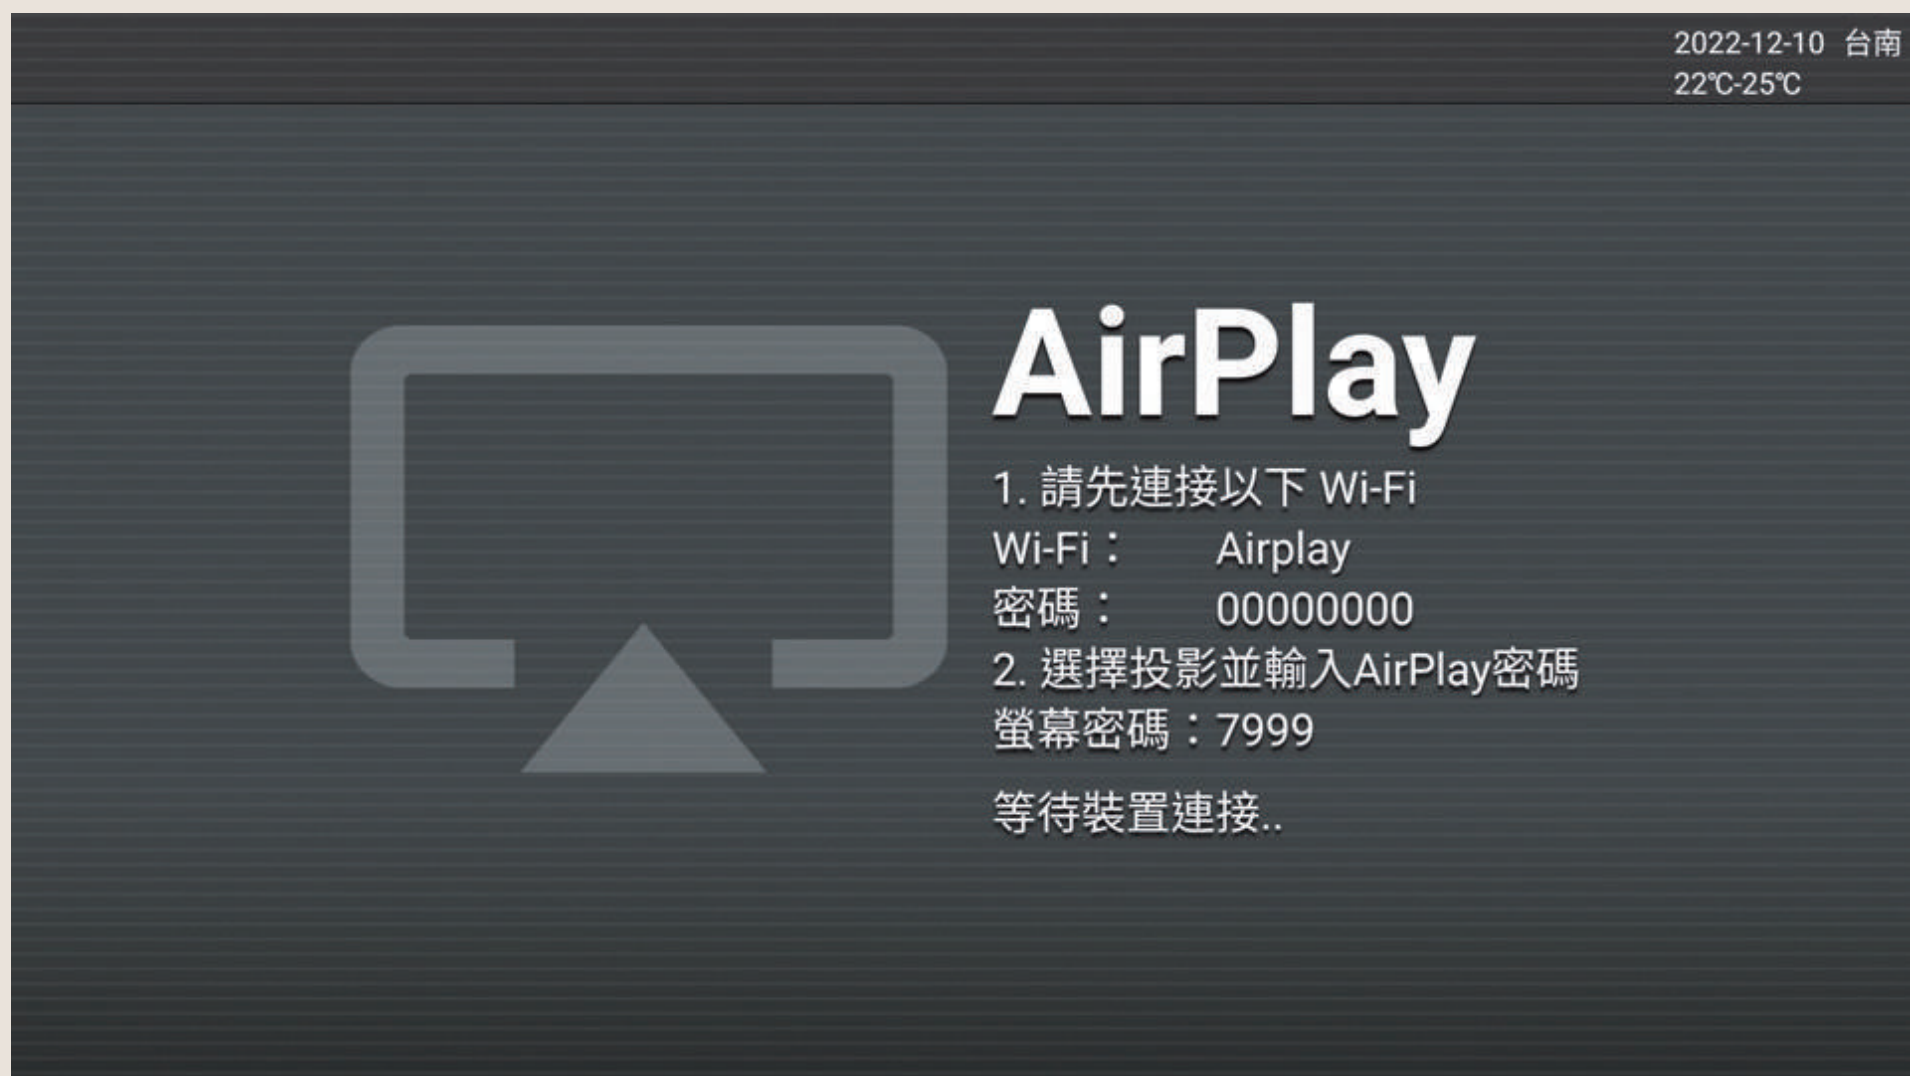 2022-12-10 台南
22℃-25℃
AirPlay
1. 請先連接以下 Wi-Fi
Wi-Fi： Airplay
密碼： 00000000
2. 選擇投影並輸入AirPlay密碼
螢幕密碼：7999
等待裝置連接..